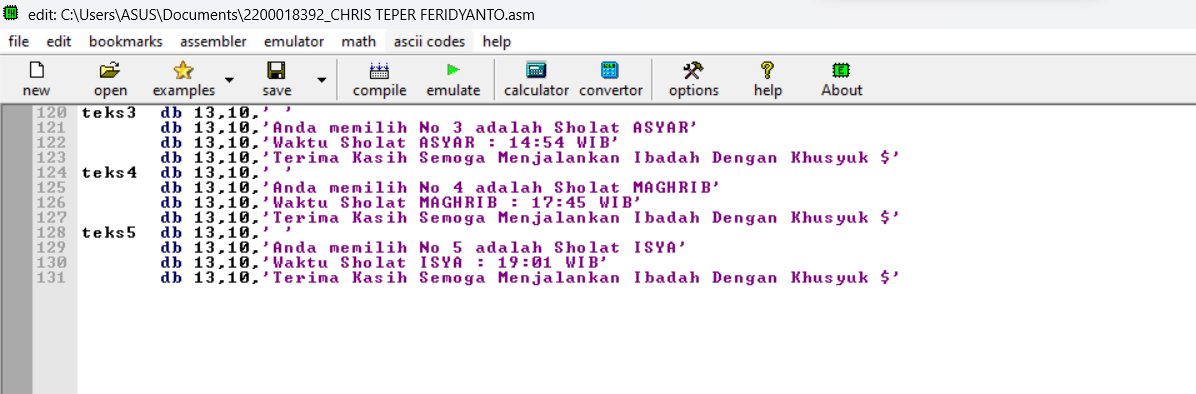 edit: C:\Users\ASUS\Documents\2200018392_CHRIS TEPER FERIDYANTO.asm
file edit bookmarks assembler emulator math ascii codes help
new open examples save compile emulate calculator convertor options help About
120 teks3 db 13,10,' '
121 db 13,10,'Anda memilih No 3 adalah Sholat ASYAR'
122 db 13,10,'Waktu Sholat ASYAR : 14:54 WIB'
123 db 13,10,'Terima Kasih Semoga Menjalankan Ibadah Dengan Khusyuk $'
124 teks4 db 13,10,' '
125 db 13,10,'Anda memilih No 4 adalah Sholat MAGHRIB'
126 db 13,10,'Waktu Sholat MAGHRIB : 17:45 WIB'
127 db 13,10,'Terima Kasih Semoga Menjalankan Ibadah Dengan Khusyuk $'
128 teks5 db 13,10,' '
129 db 13,10,'Anda memilih No 5 adalah Sholat ISYA'
130 db 13,10,'Waktu Sholat ISYA : 19:01 WIB'
131 db 13,10,'Terima Kasih Semoga Menjalankan Ibadah Dengan Khusyuk $'